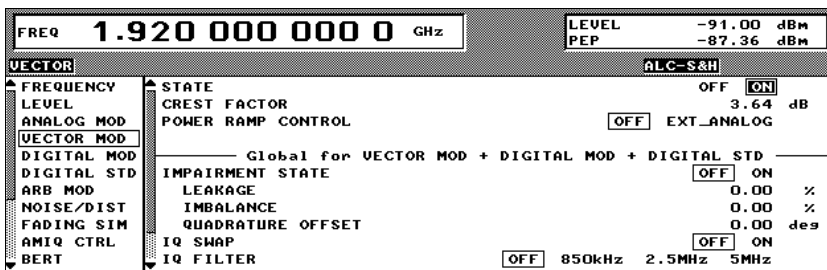 FREQ 1.920 000 000 0 GHz
LEVEL -91.00 dBm
PEP -87.36 dBm
VECTOR ALC-S&H
FREQUENCY
LEVEL
ANALOG MOD
VECTOR MOD
DIGITAL MOD
DIGITAL STD
ARB MOD
NOISE/DIST
FADING SIM
AMIQ CTRL
BERT
STATE OFF ON
CREST FACTOR 3.64 dB
POWER RAMP CONTROL OFF EXT_ANALOG
Global for VECTOR MOD + DIGITAL MOD + DIGITAL STD
IMPAIRMENT STATE OFF ON
LEAKAGE 0.00 %
IMBALANCE 0.00 %
QUADRATURE OFFSET 0.00 deg
IQ SWAP OFF ON
IQ FILTER OFF 850kHz 2.5MHz 5MHz